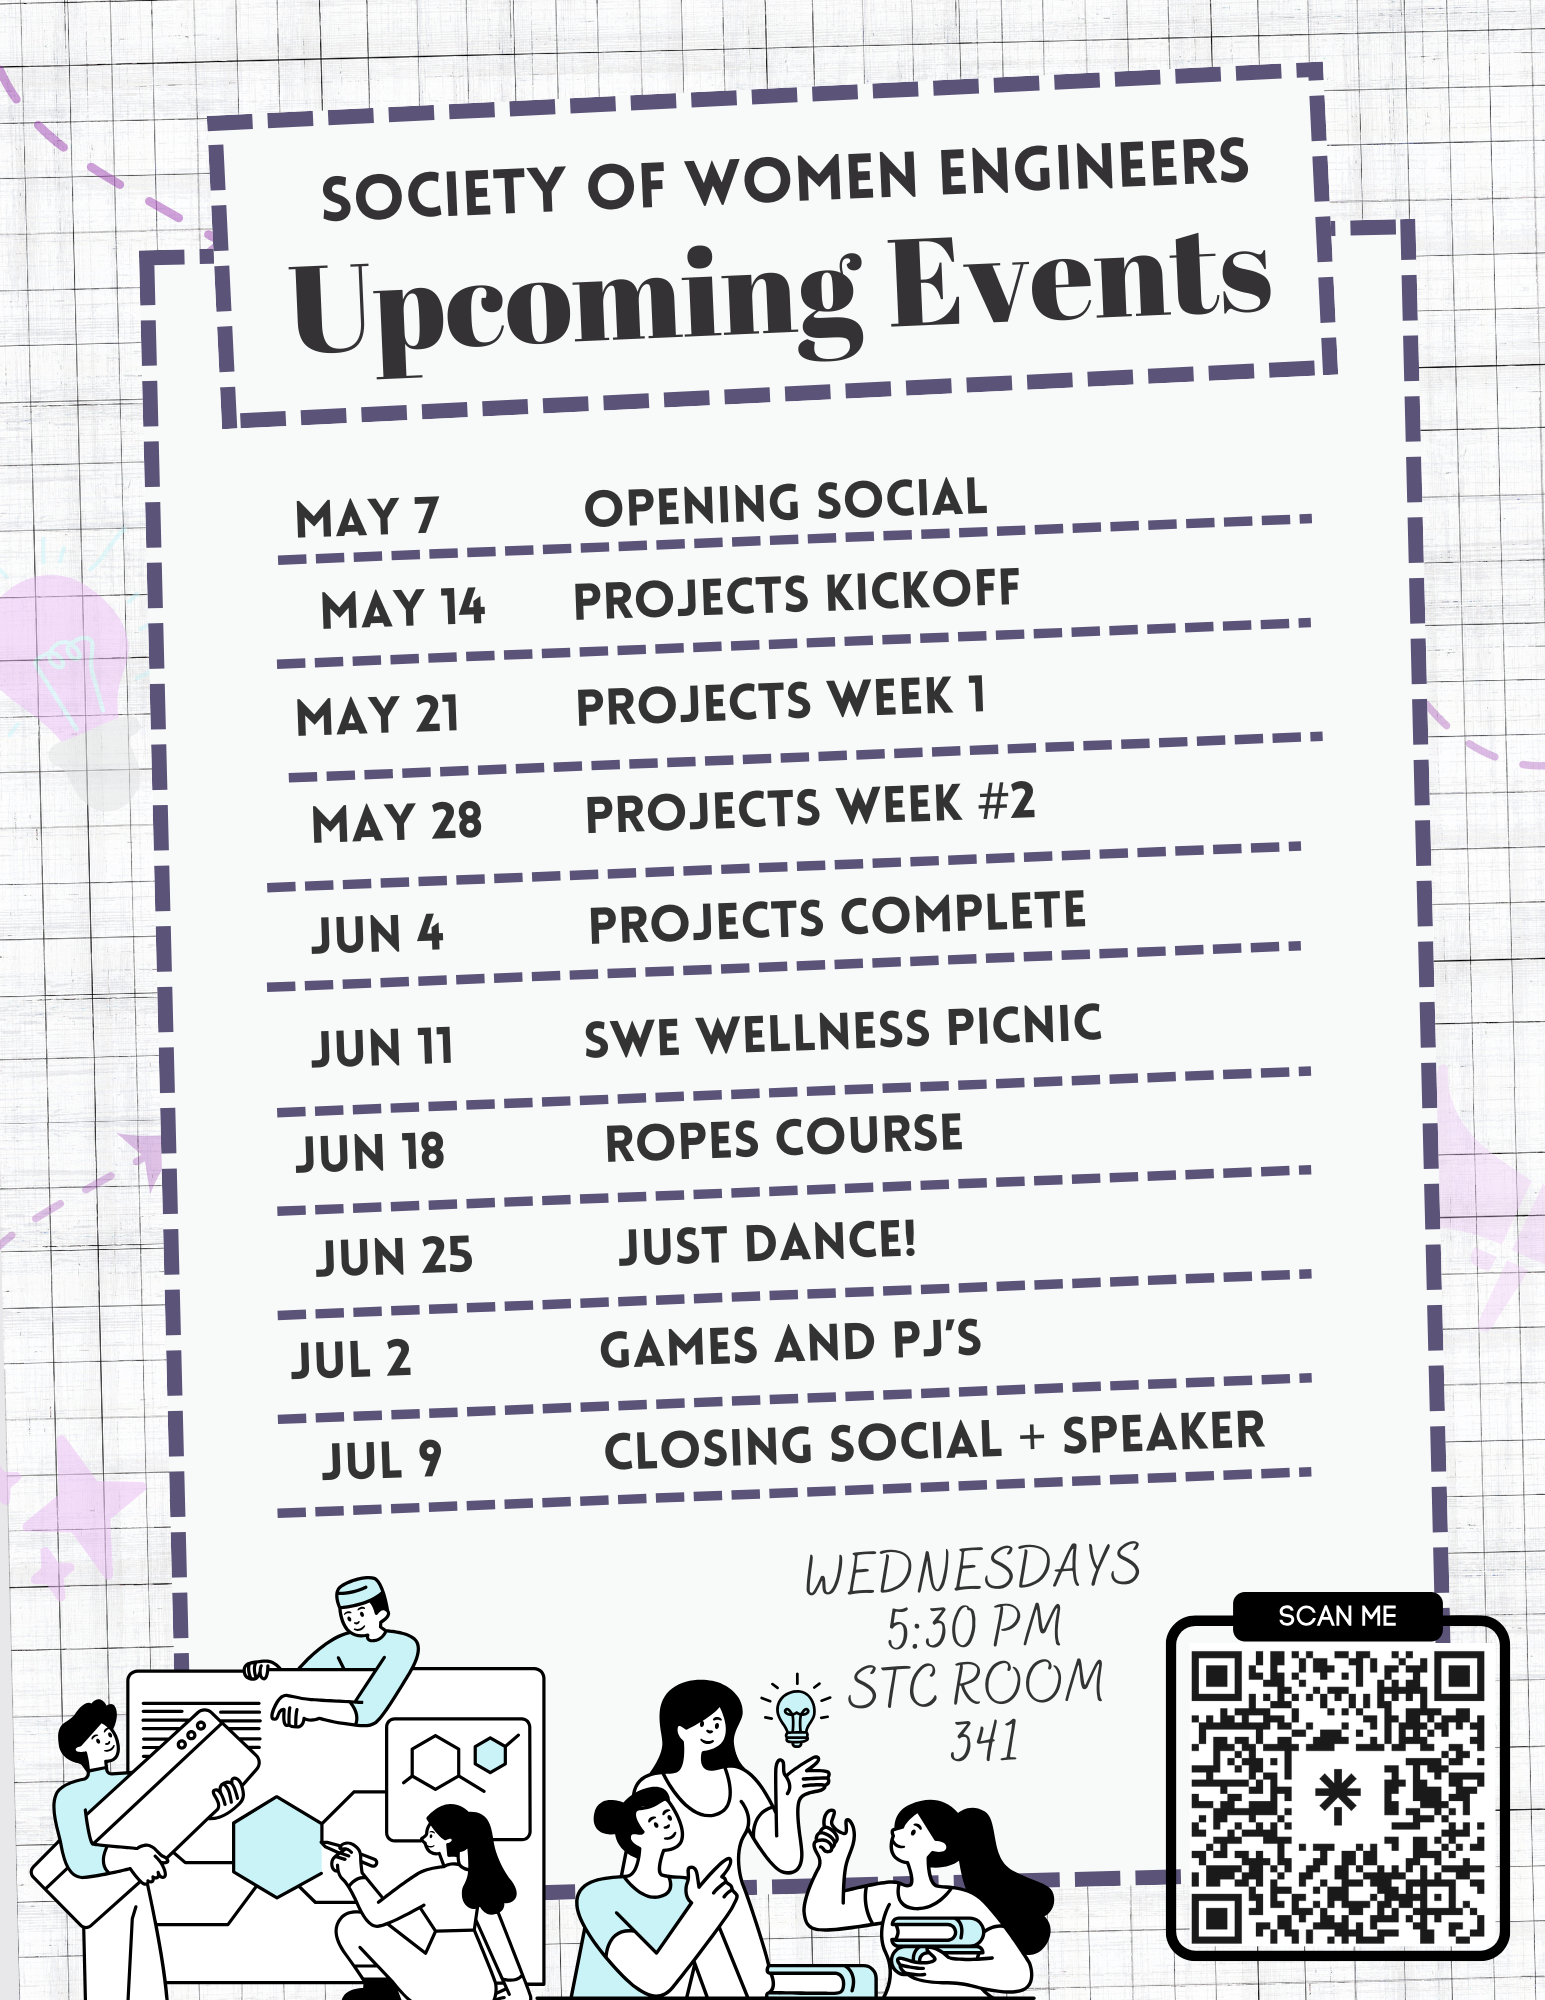 SOCIETY OF WOMEN ENGINEERS
Upcoming Events
MAY 7 OPENING SOCIAL
MAY 14 PROJECTS KICKOFF
MAY 21 PROJECTS WEEK 1
MAY 28 PROJECTS WEEK #2
JUN 4 PROJECTS COMPLETE
JUN 11 SWE WELLNESS PICNIC
JUN 18 ROPES COURSE
JUN 25 JUST DANCE!
JUL 2 GAMES AND PJ'S
JUL 9 CLOSING SOCIAL + SPEAKER
WEDNESDAYS
5:30 PM
STC ROOM
341
SCAN ME